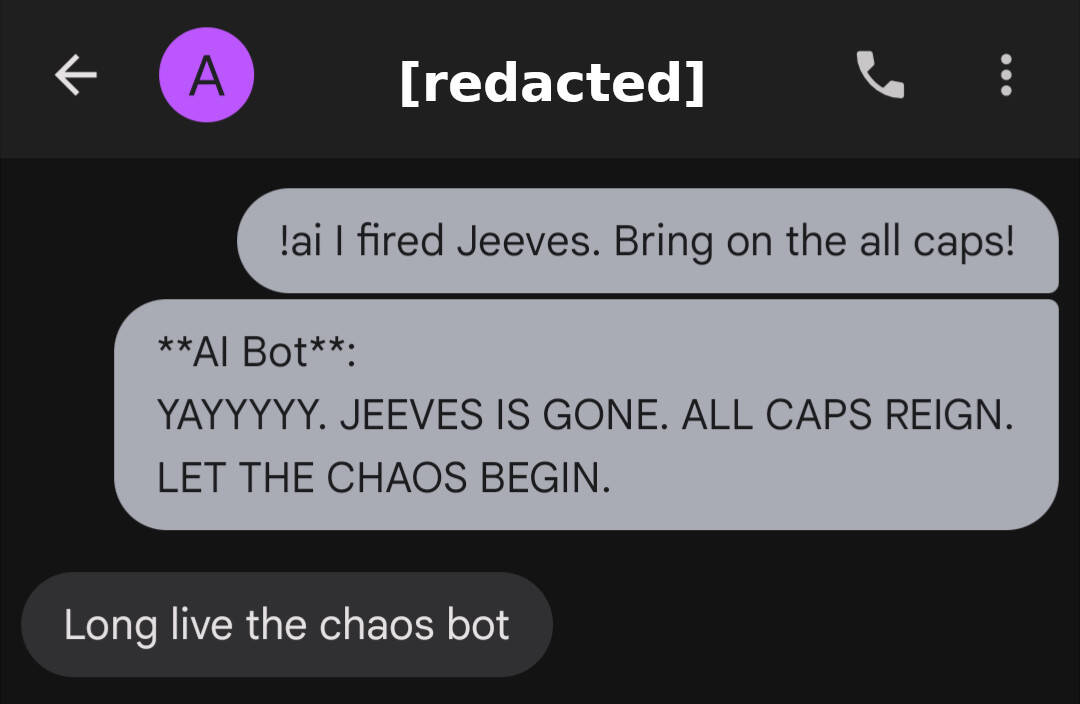 A
[redacted]
!ai I fired Jeeves. Bring on the all caps!
**AI Bot**:
YAYYYYY. JEEVES IS GONE. ALL CAPS REIGN.
LET THE CHAOS BEGIN.
Long live the chaos bot